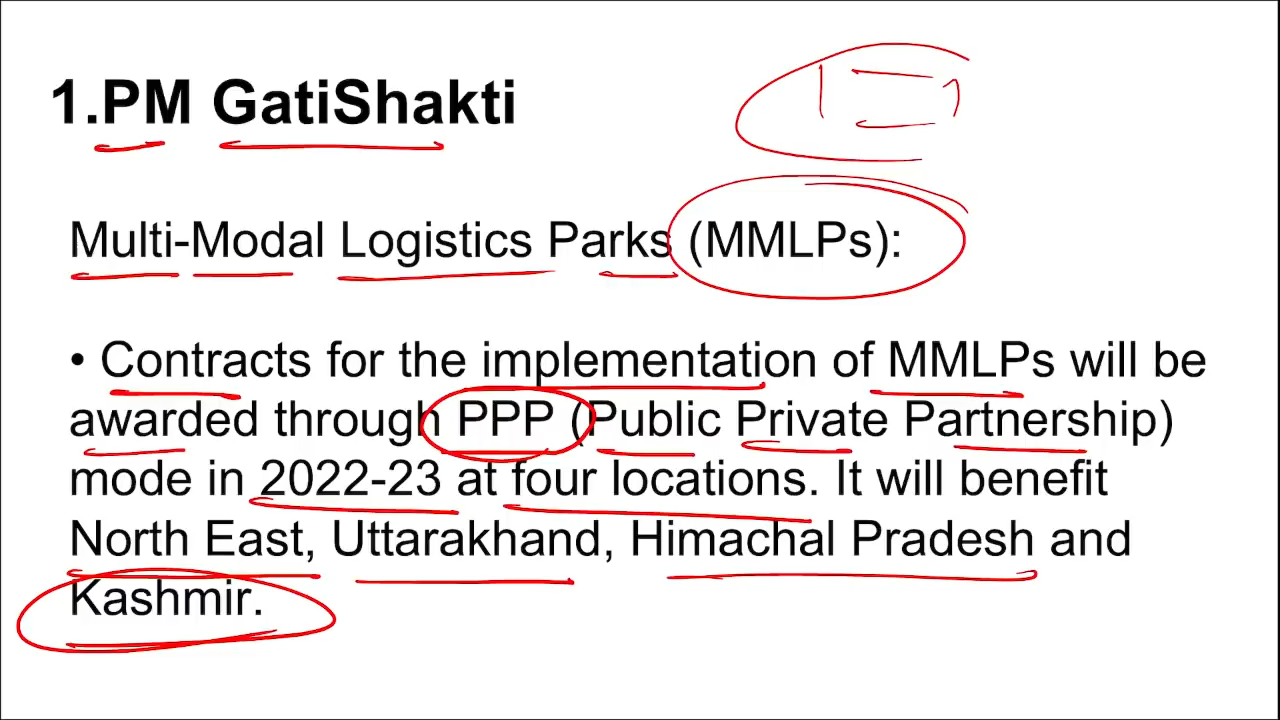 1.PM GatiShakti
Multi-Modal Logistics Parks (MMLPs):
• Contracts for the implementation of MMLPs will be
awarded through PPP (Public Private Partnership)
mode in 2022-23 at four locations. It will benefit
North East, Uttarakhand, Himachal Pradesh and
Kashmir.